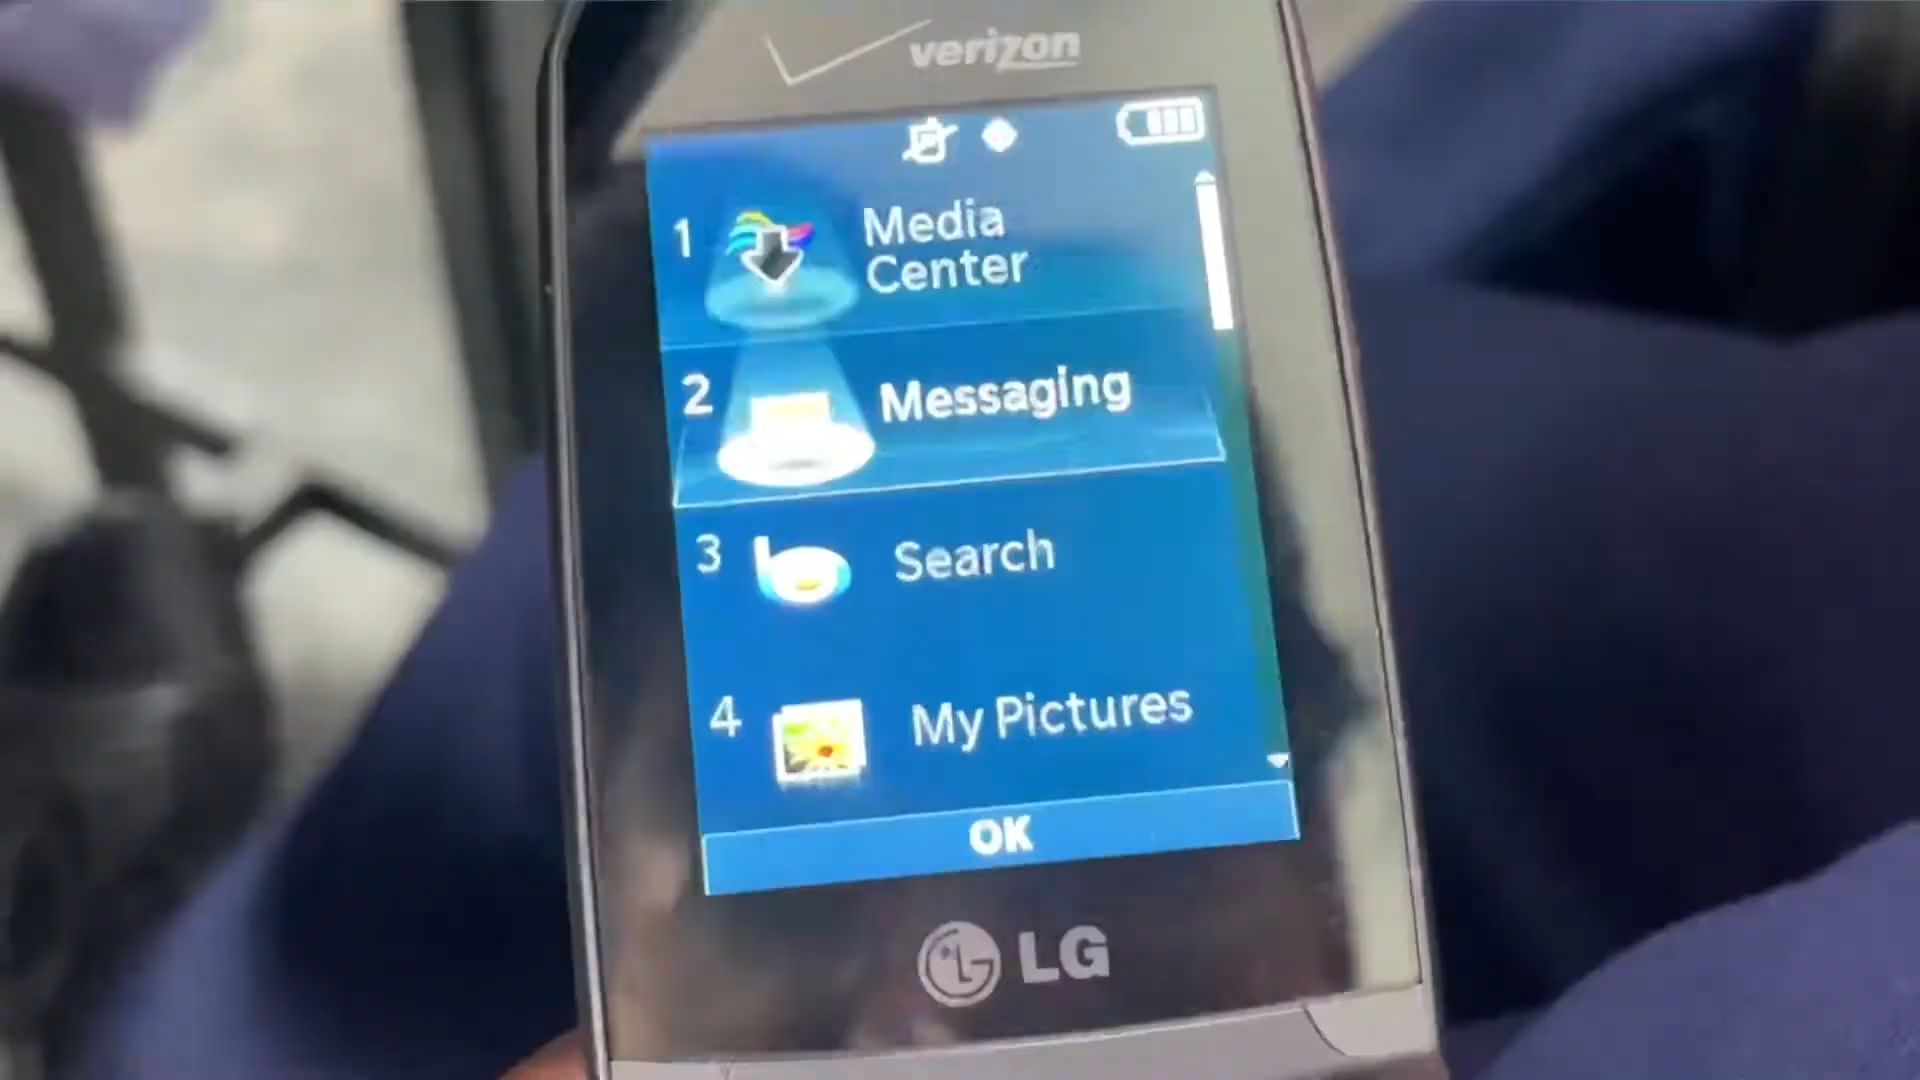 verizon
1 Media
Center
2 Messaging
3 Search
4 My Pictures
OK
LG